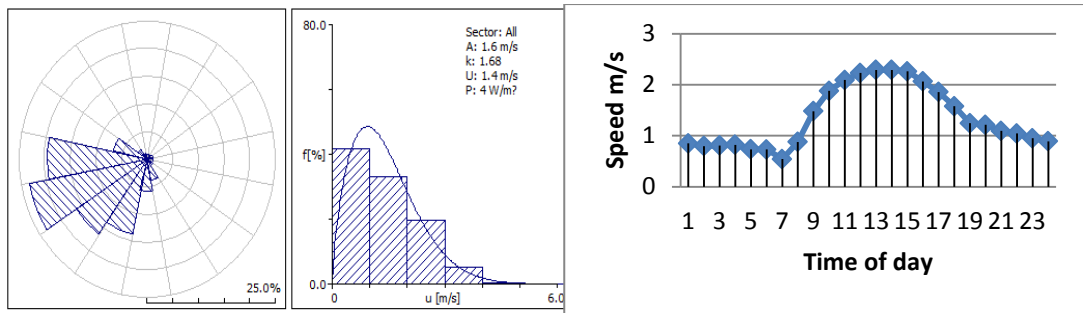 25.0%
80.0
Sector: All
A: 1.6 m/s
k: 1.68
U: 1.4 m/s
P: 4 W/m?
f[%]
0.0
0
u [m/s]
6.0
3
2
1
0
Speed m/s
1 3 5 7 9 11 13 15 17 19 21 23
Time of day